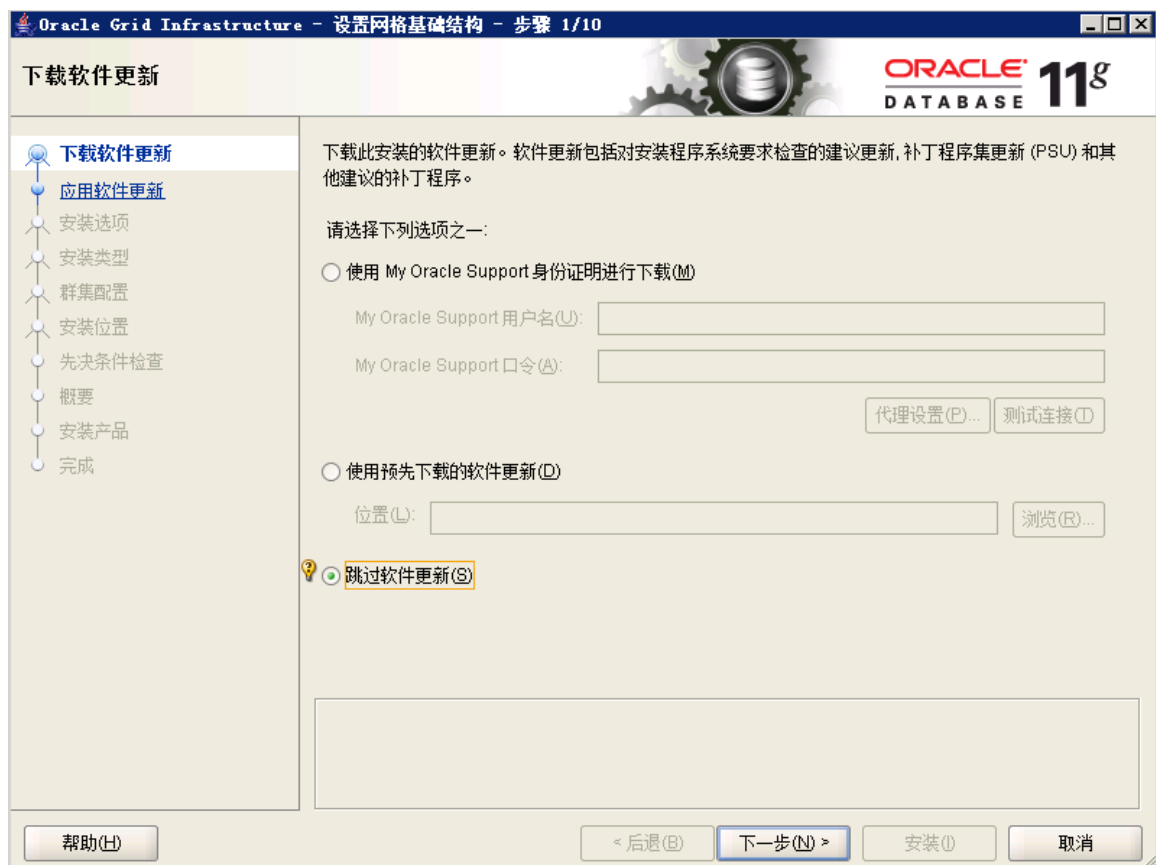 Oracle Grid Infrastructure - 设置网格基础结构 - 步骤 1/10
下载软件更新
ORACLE
DATABASE 11g
下载软件更新
应用软件更新
安装选项
安装类型
群集配置
安装位置
先决条件检查
概要
安装产品
完成
下载此安装的软件更新。软件更新包括对安装程序系统要求检查的建议更新, 补丁程序集更新 (PSU) 和其
他建议的补丁程序。
请选择下列选项之一:
使用 My Oracle Support 身份证明进行下载(M)
My Oracle Support 用户名(U):
My Oracle Support 口令(A):
代理设置(P)... 测试连接(T)
使用预先下载的软件更新(D)
位置(L): 浏览(R)...
跳过软件更新(S)
帮助(H) < 后退(B) 下一步(N) > 安装(I) 取消